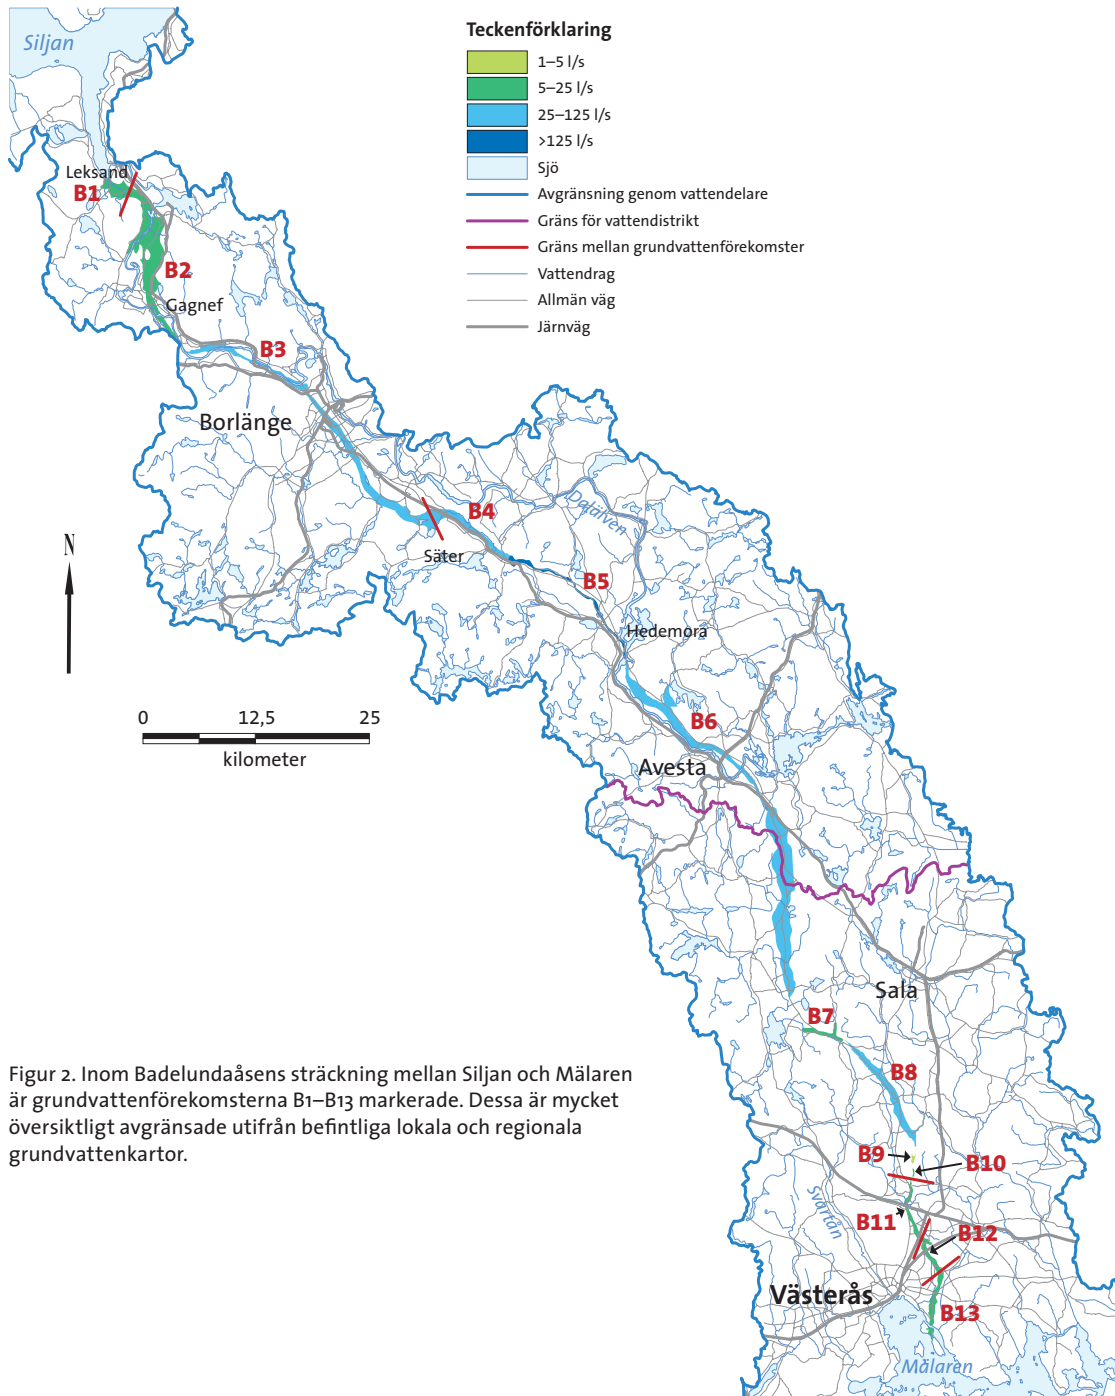 Siljan
Teckenförklaring
1–5 l/s
5–25 l/s
25–125 l/s
>125 l/s
Sjö
Avgränsning genom vattendelare
Gräns för vattendistrikt
Gräns mellan grundvattenförekomster
Vattendrag
Allmän väg
Järnväg
Leksand
B1
B2
Gagnef
B3
Borlänge
B4
Dalälven
Säter
N
B5
Hedemora
0 12,5 25
kilometer
B6
Avesta
Sala
B7
B8
Figur 2. Inom Badelundaåsens sträckning mellan Siljan och Mälaren
är grundvattenförekomsterna B1–B13 markerade. Dessa är mycket
översiktligt avgränsade utifrån befintliga lokala och regionala
grundvattenkartor.
B9
B10
Svartån
B11
B12
Västerås
B13
Mälaren